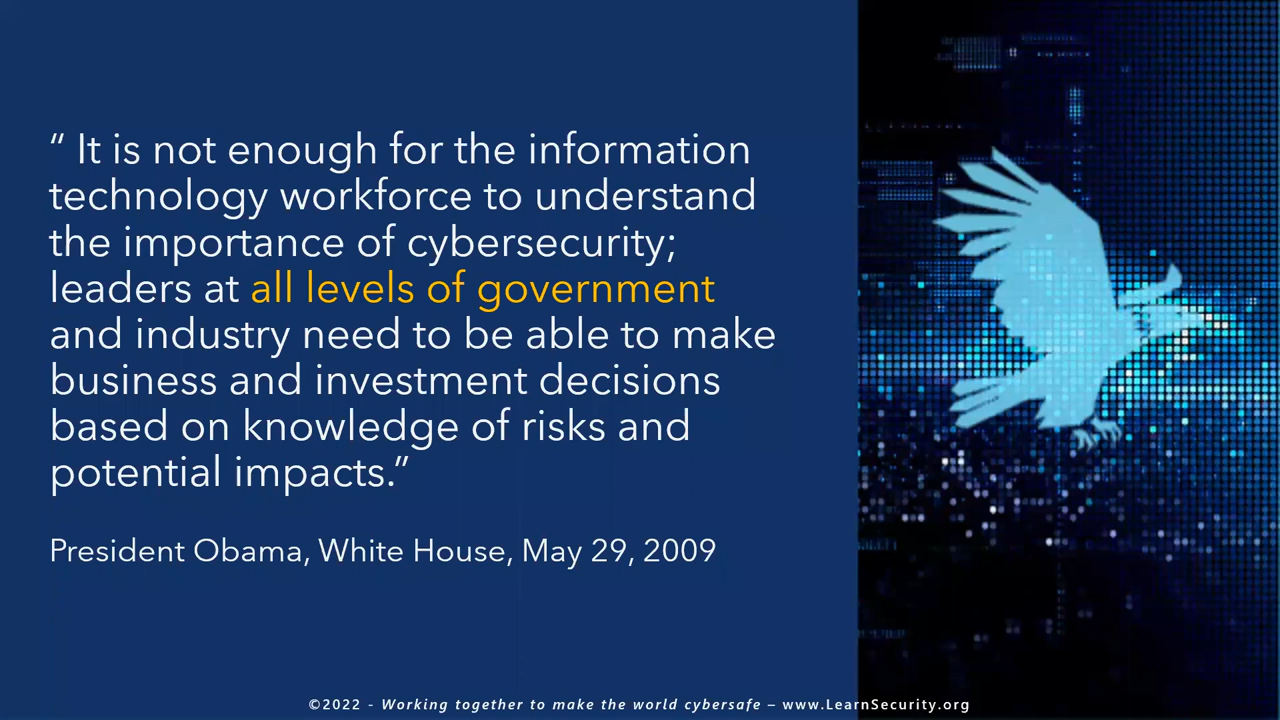 “ It is not enough for the information
technology workforce to understand
the importance of cybersecurity;
leaders at all levels of government
and industry need to be able to make
business and investment decisions
based on knowledge of risks and
potential impacts.”
President Obama, White House, May 29, 2009
©2022 - Working together to make the world cybersafe – www.LearnSecurity.org